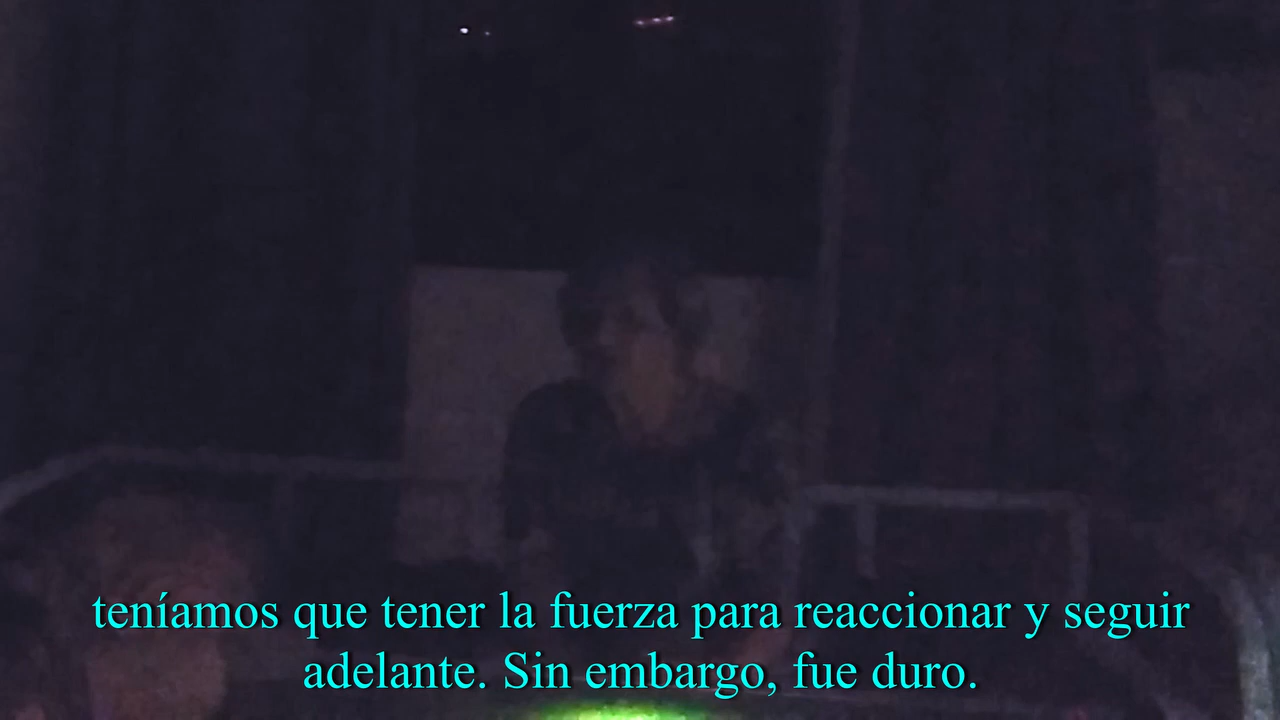 teníamos que tener la fuerza para reaccionar y seguir
adelante. Sin embargo, fue duro.